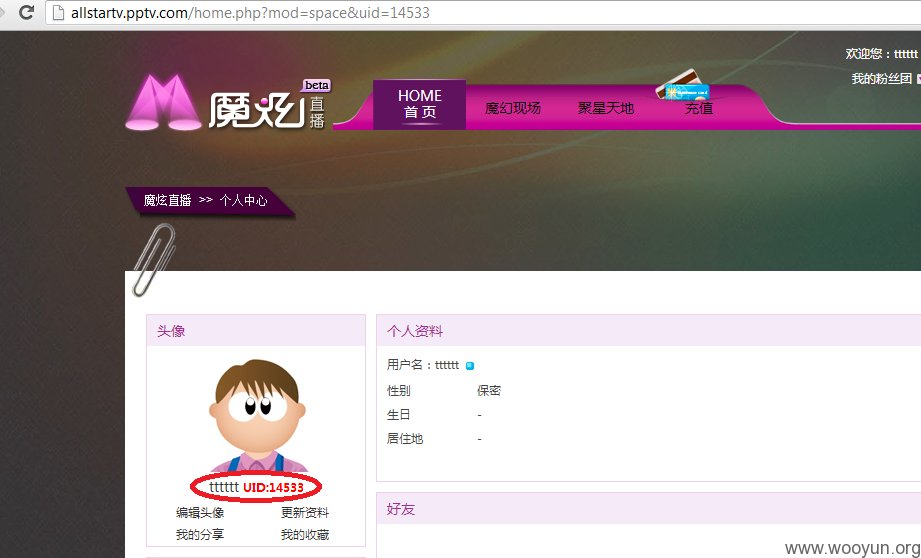 allstartv.pptv.com/home.php?mod=space&uid=14533
欢迎您：tttttt
我的粉丝团
beta
魔炫
直播
HOME
首 页
魔幻现场
聚星天地
充值
魔炫直播 >> 个人中心
头像
个人资料
用户名：tttttt
性别 保密
生日 -
居住地 -
tttttt UID:14533
编辑头像 更新资料
我的分享 我的收藏
好友
www.wooyun.org